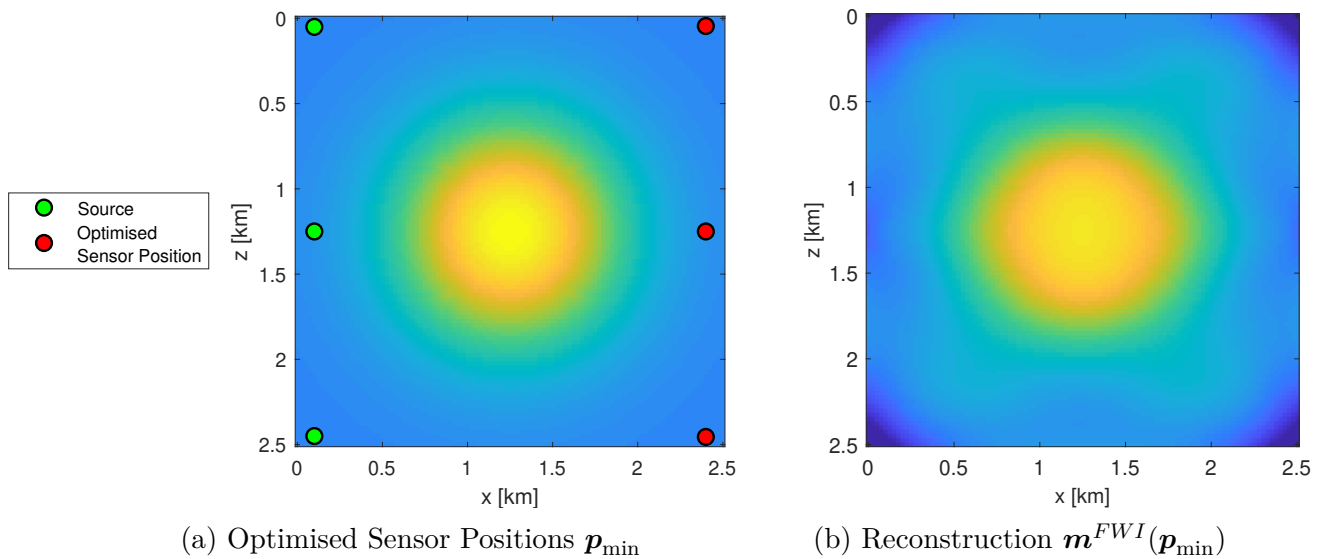 Source
Optimised
Sensor Position
0
0.5
1
1.5
2
2.5
z [km]
0 0.5 1 1.5 2 2.5
x [km]
(a) Optimised Sensor Positions p_min
0
0.5
1
1.5
2
2.5
z [km]
0 0.5 1 1.5 2 2.5
x [km]
(b) Reconstruction m^{FWI}(p_min)